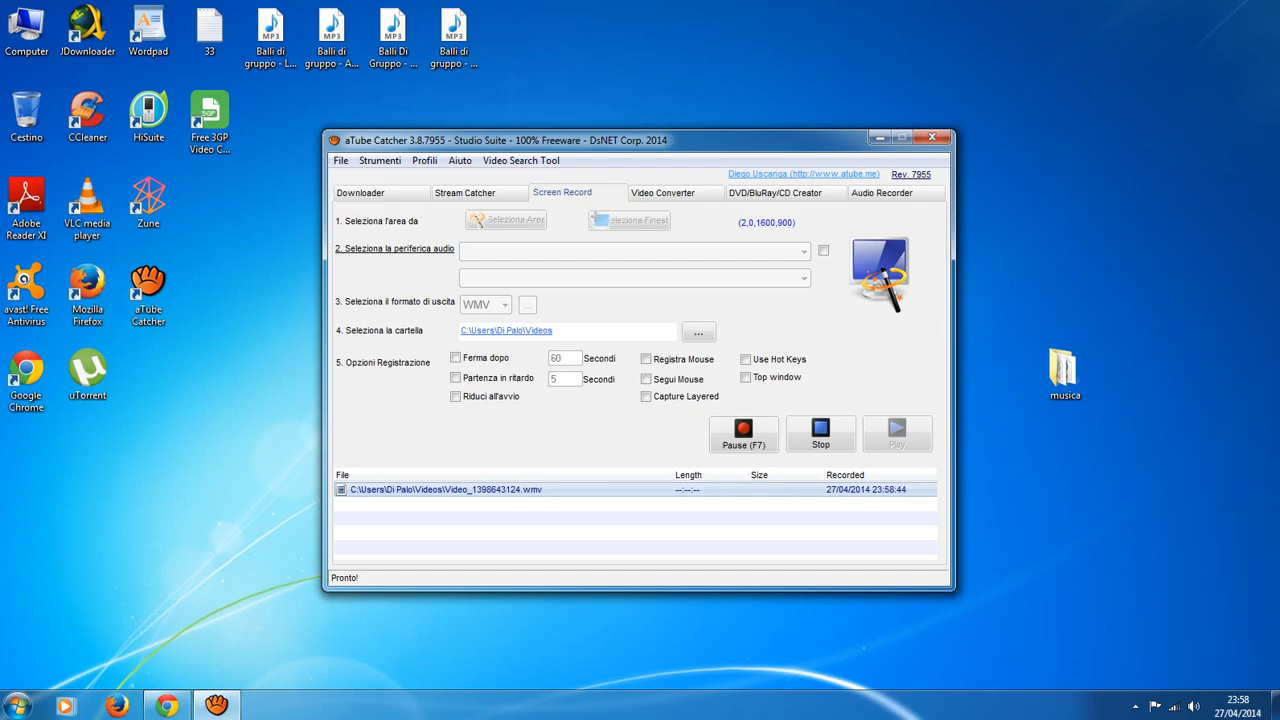 Computer
JDownloader
Wordpad
33
Balli di
gruppo - L...
Balli di
gruppo - A...
Balli Di
Gruppo - ...
Balli di
gruppo - ...
MP3
MP3
MP3
MP3
Cestino
CCleaner
HiSuite
3GP
Free 3GP
Video C...
Adobe
Reader XI
VLC media
player
Zune
avast! Free
Antivirus
Mozilla
Firefox
aTube
Catcher
Google
Chrome
uTorrent
musica
aTube Catcher 3.8.7955 - Studio Suite - 100% Freeware - DsNET Corp. 2014
File Strumenti Profili Aiuto Video Search Tool
Diego Uscanga (http://www.atube.me) Rev. 7955
Downloader Stream Catcher Screen Record Video Converter DVD/BluRay/CD Creator Audio Recorder
1. Seleziona l'area da Seleziona Area eleziona Finest (2,0,1600,900)
2. Seleziona la periferica audio
3. Seleziona il formato di uscita WMV ...
4. Seleziona la cartella C:\Users\Di Palo\Videos ...
5. Opzioni Registrazione
Ferma dopo 60 Secondi Registra Mouse Use Hot Keys
Partenza in ritardo 5 Secondi Segui Mouse Top window
Riduci all'avvio Capture Layered
Pause (F7) Stop Play
File Length Size Recorded
C:\Users\Di Palo\Videos\Video_1398643124.wmv --:--:-- 27/04/2014 23:58:44
Pronto!
23:58
27/04/2014